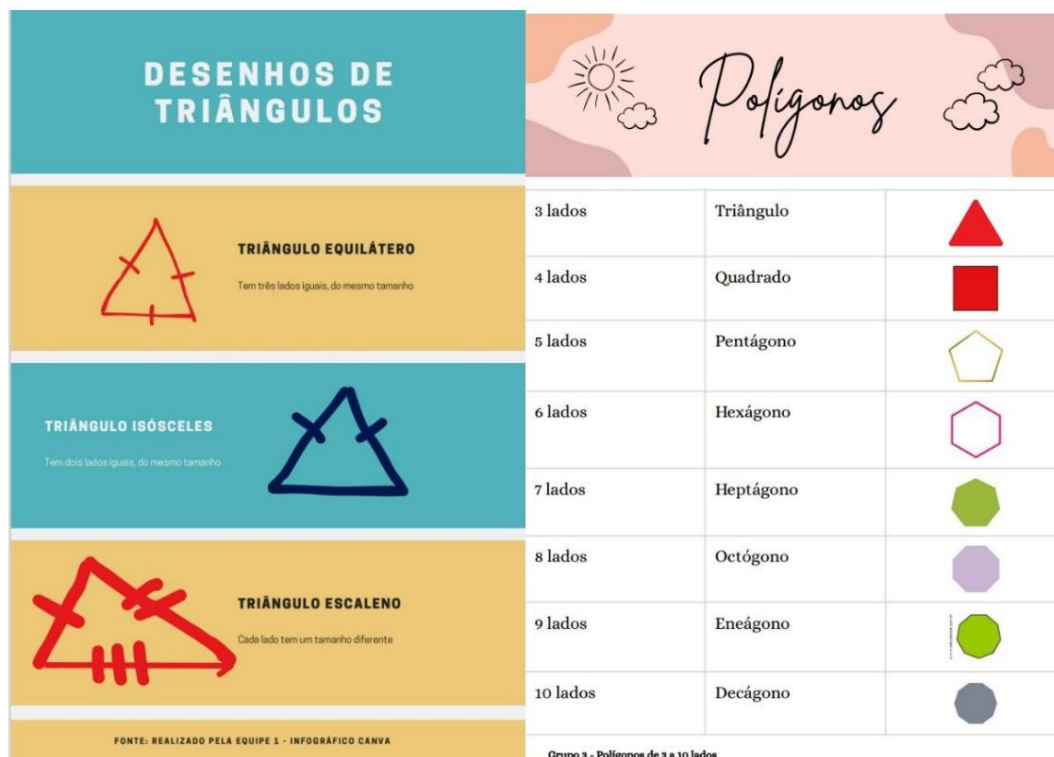 DESENHOS DE
TRIÂNGULOS
TRIÂNGULO EQUILÁTERO
Tem três lados iguais, do mesmo tamanho
TRIÂNGULO ISÓSCELES
Tem dois lados iguais, do mesmo tamanho
TRIÂNGULO ESCALENO
Cada lado tem um tamanho diferente
FONTE: REALIZADO PELA EQUIPE 1 - INFOGRÁFICO CANVA
Polígonos
3 lados Triângulo
4 lados Quadrado
5 lados Pentágono
6 lados Hexágono
7 lados Heptágono
8 lados Octógono
9 lados Eneágono
10 lados Decágono
Grupo 3 - Polígonos de 3 a 10 lados